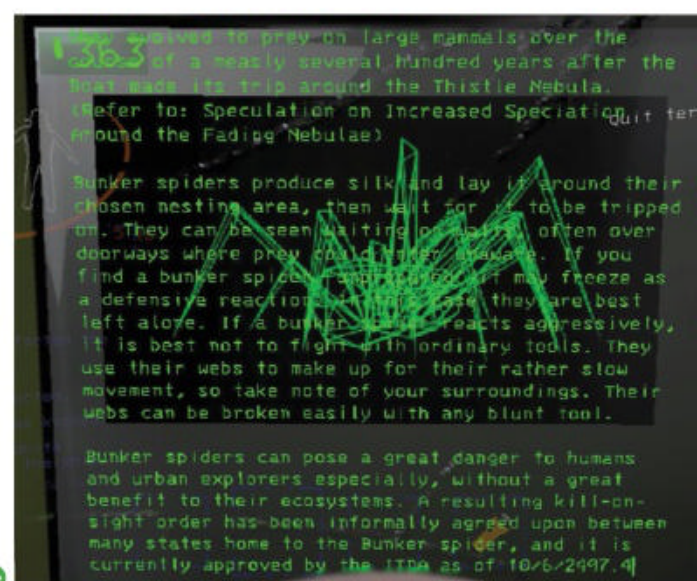 evolved to prey on large mammals over the
of a measly several hundred years after the
Boat made its trip around the Thistle Nebula.
(Refer to: Speculation on Increased Speciation
Around the Fading Nebulae)
Quit ter
Bunker spiders produce silk and lay it around their
chosen nesting area, then wait for it to be tripped
on. They can be seen waiting on walls, often over
doorways where prey could enter unaware. If you
find a bunker spider it may freeze as
a defensive reaction, in this case they are best
left alone. If a bunker spider reacts aggressively,
it is best not to fight with ordinary tools. They
use their webs to make up for their rather slow
movement, so take note of your surroundings. Their
webs can be broken easily with any blunt tool.
Bunker spiders can pose a great danger to humans
and urban explorers especially, without a great
benefit to their ecosystems. A resulting kill-on-
sight order has been informally agreed upon between
many states home to the Bunker spider, and it is
currently approved by the ITDA as of 10/6/2497.